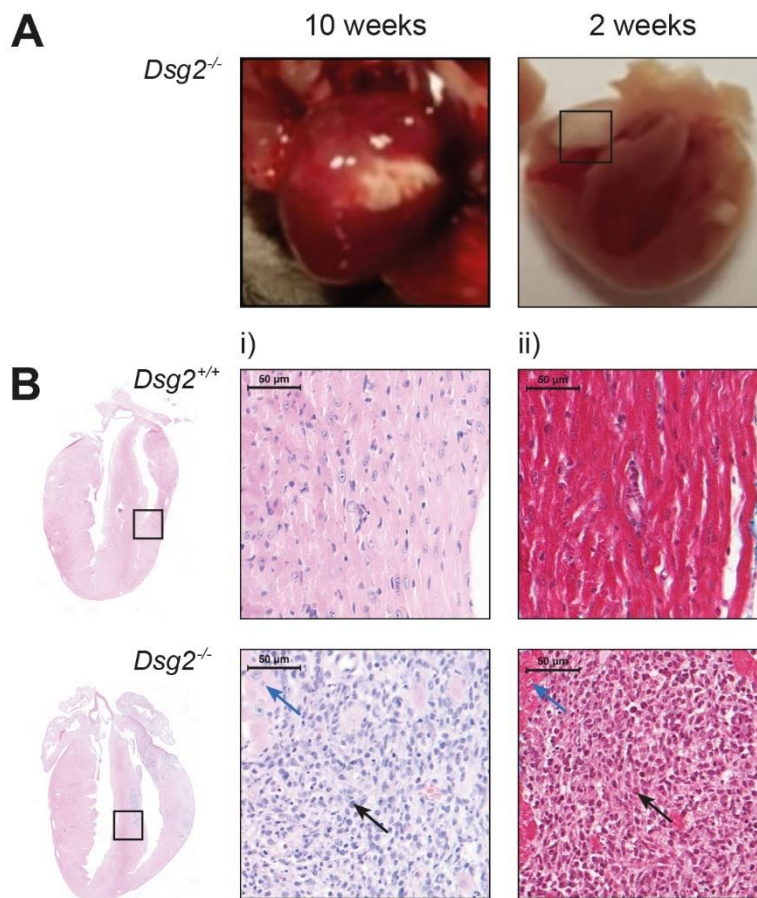 A
10 weeks
2 weeks
Dsg2-/-
i)
ii)
B
Dsg2+/+
50 µm
50 µm
Dsg2-/-
50 µm
50 µm